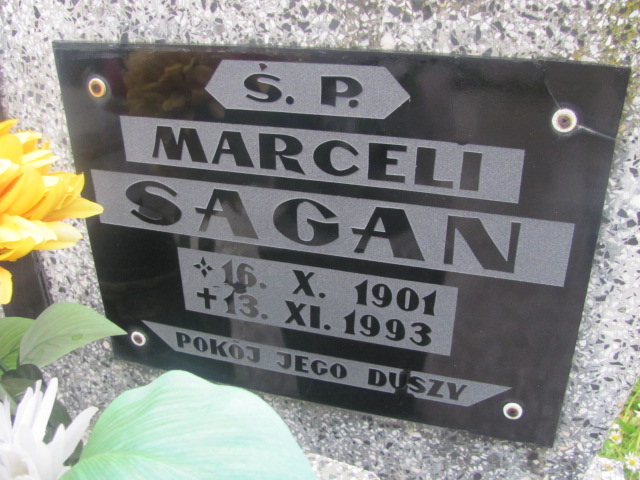 Ś. P.
MARCELI
SAGAN
16. X. 1901
13. XI. 1993
POKÓJ JEGO DUSZY